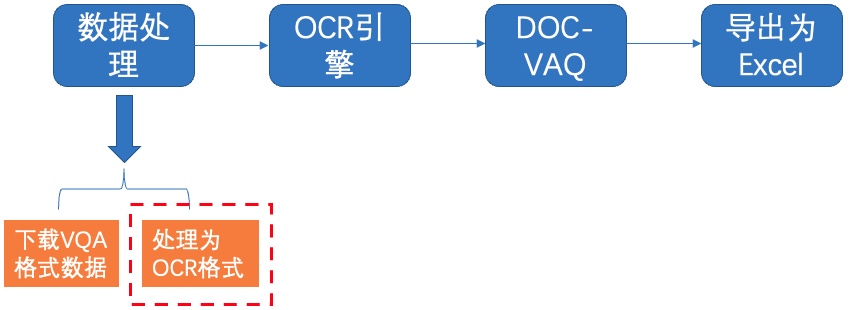 数据处
理
OCR引
擎
DOC-
VAQ
导出为
Excel
下载VQA
格式数据
处理为
OCR格式